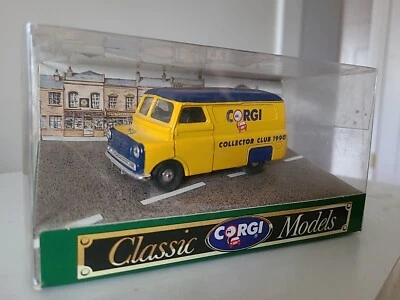 CORGI
COLLECTOR CLUB 1990
Classic CORGI Models